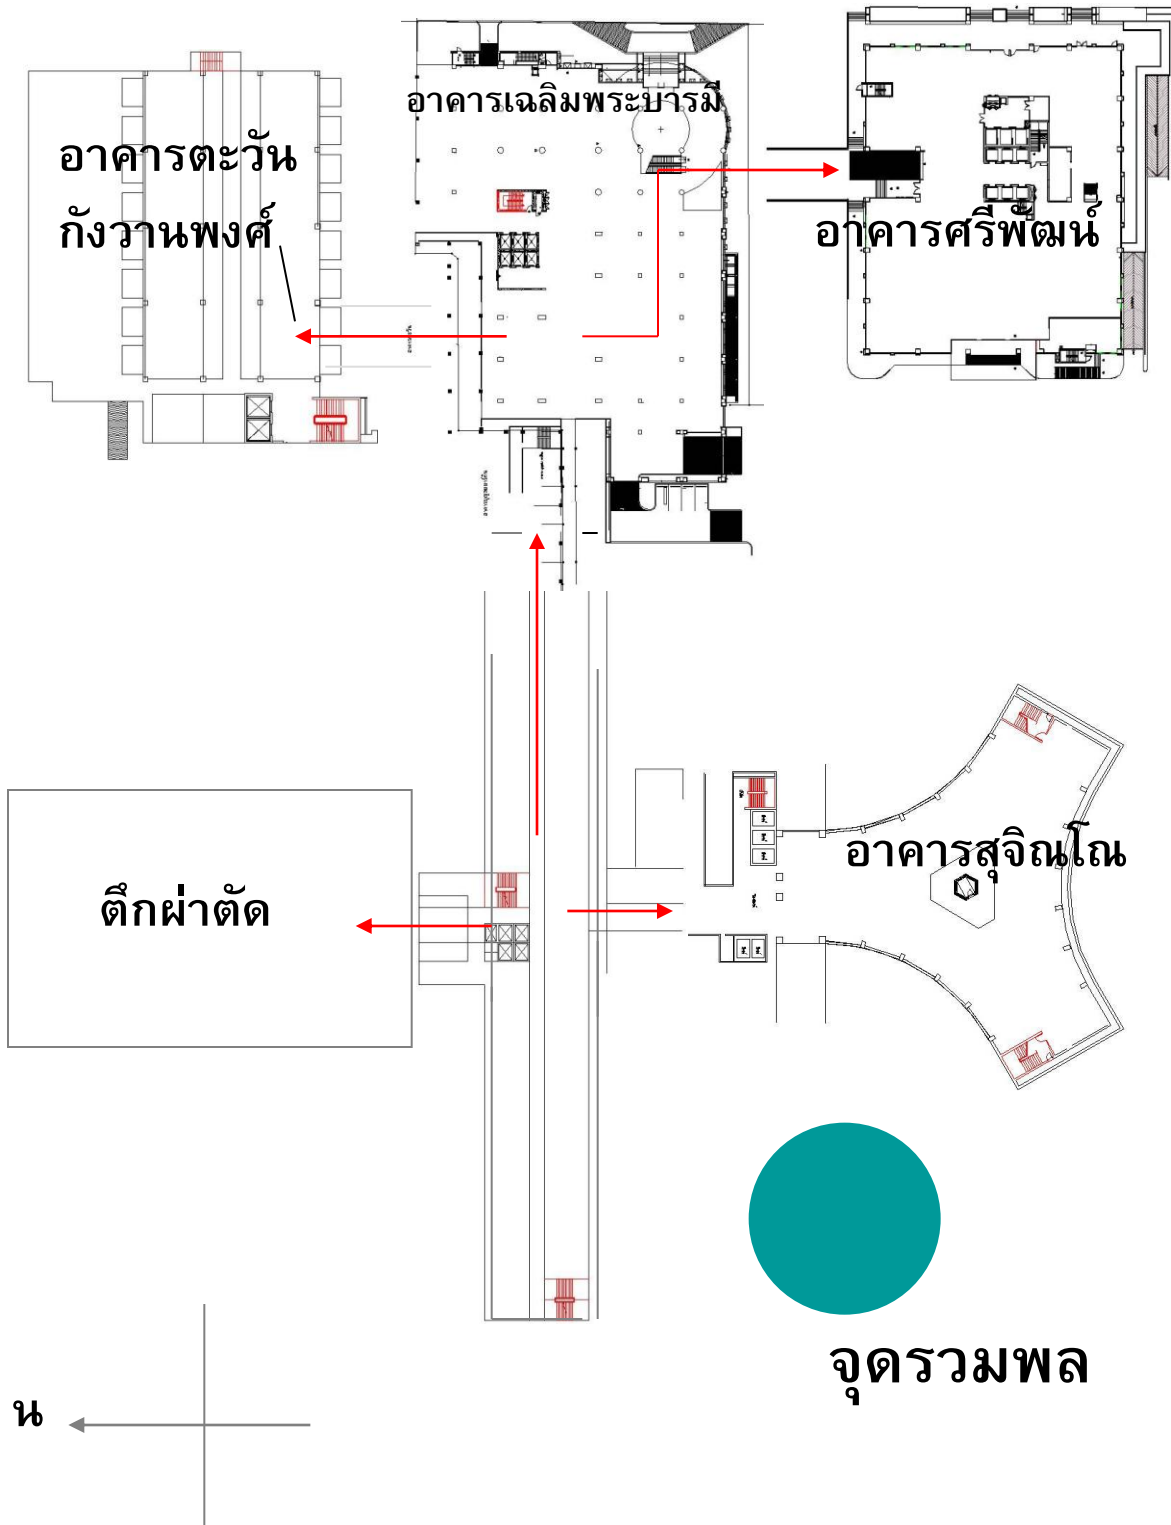 อาคารเฉลิมพระบารมี
อาคารตะวัน
กังวานพงศ์
อาคารศรีพัฒน์
อาคารสุจิณโณ
ตึกผ่าตัด
จุดรวมพล
น